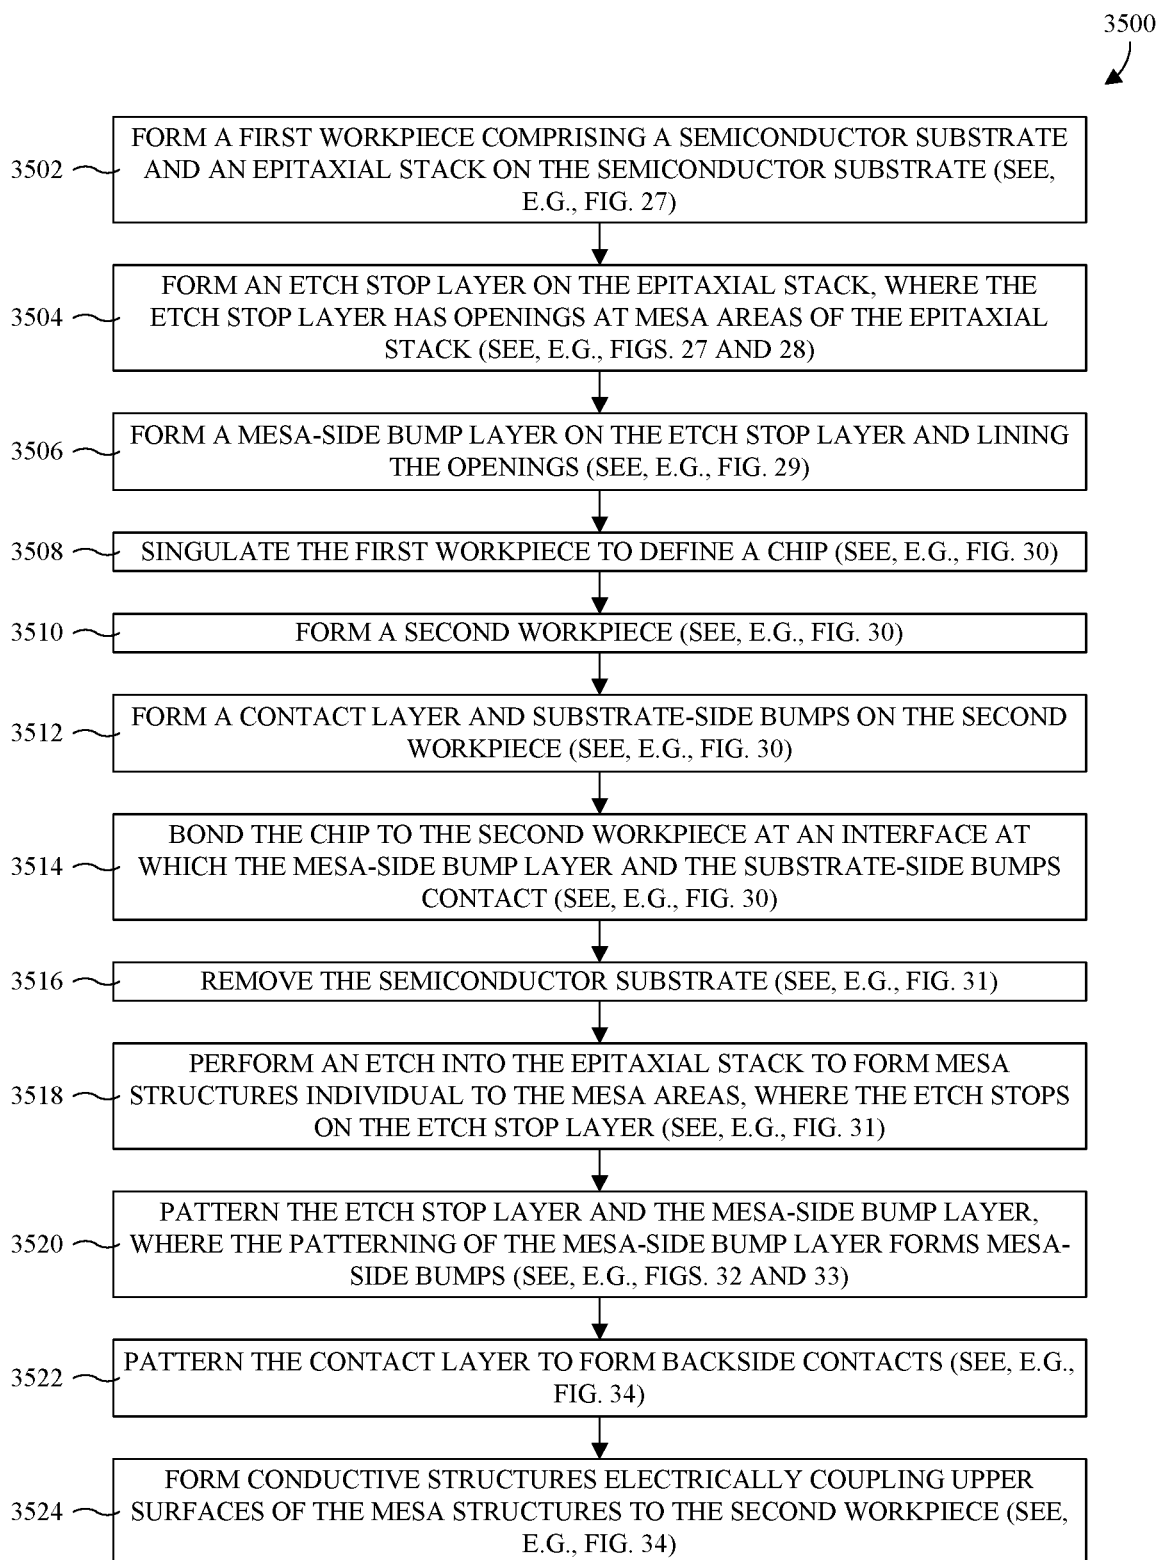 3500
3502
FORM A FIRST WORKPIECE COMPRISING A SEMICONDUCTOR SUBSTRATE
AND AN EPITAXIAL STACK ON THE SEMICONDUCTOR SUBSTRATE (SEE,
E.G., FIG. 27)
3504
FORM AN ETCH STOP LAYER ON THE EPITAXIAL STACK, WHERE THE
ETCH STOP LAYER HAS OPENINGS AT MESA AREAS OF THE EPITAXIAL
STACK (SEE, E.G., FIGS. 27 AND 28)
3506
FORM A MESA-SIDE BUMP LAYER ON THE ETCH STOP LAYER AND LINING
THE OPENINGS (SEE, E.G., FIG. 29)
3508
SINGULATE THE FIRST WORKPIECE TO DEFINE A CHIP (SEE, E.G., FIG. 30)
3510
FORM A SECOND WORKPIECE (SEE, E.G., FIG. 30)
3512
FORM A CONTACT LAYER AND SUBSTRATE-SIDE BUMPS ON THE SECOND
WORKPIECE (SEE, E.G., FIG. 30)
3514
BOND THE CHIP TO THE SECOND WORKPIECE AT AN INTERFACE AT
WHICH THE MESA-SIDE BUMP LAYER AND THE SUBSTRATE-SIDE BUMPS
CONTACT (SEE, E.G., FIG. 30)
3516
REMOVE THE SEMICONDUCTOR SUBSTRATE (SEE, E.G., FIG. 31)
3518
PERFORM AN ETCH INTO THE EPITAXIAL STACK TO FORM MESA
STRUCTURES INDIVIDUAL TO THE MESA AREAS, WHERE THE ETCH STOPS
ON THE ETCH STOP LAYER (SEE, E.G., FIG. 31)
3520
PATTERN THE ETCH STOP LAYER AND THE MESA-SIDE BUMP LAYER,
WHERE THE PATTERNING OF THE MESA-SIDE BUMP LAYER FORMS MESA-
SIDE BUMPS (SEE, E.G., FIGS. 32 AND 33)
3522
PATTERN THE CONTACT LAYER TO FORM BACKSIDE CONTACTS (SEE, E.G.,
FIG. 34)
3524
FORM CONDUCTIVE STRUCTURES ELECTRICALLY COUPLING UPPER
SURFACES OF THE MESA STRUCTURES TO THE SECOND WORKPIECE (SEE,
E.G., FIG. 34)